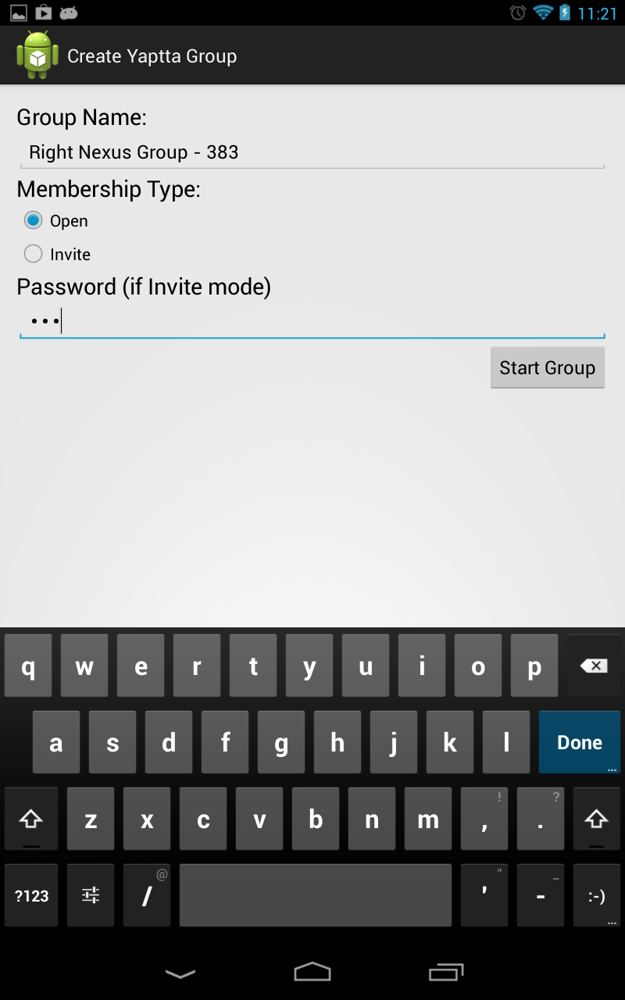 11:21
Create Yaptta Group
Group Name:
Right Nexus Group - 383
Membership Type:
Open
Invite
Password (if Invite mode)
•••
Start Group
q w e r t y u i o p
a s d f g h j k l Done ...
! ?
z x c v b n m , .
@ " _
?123 / ' - :-) ...